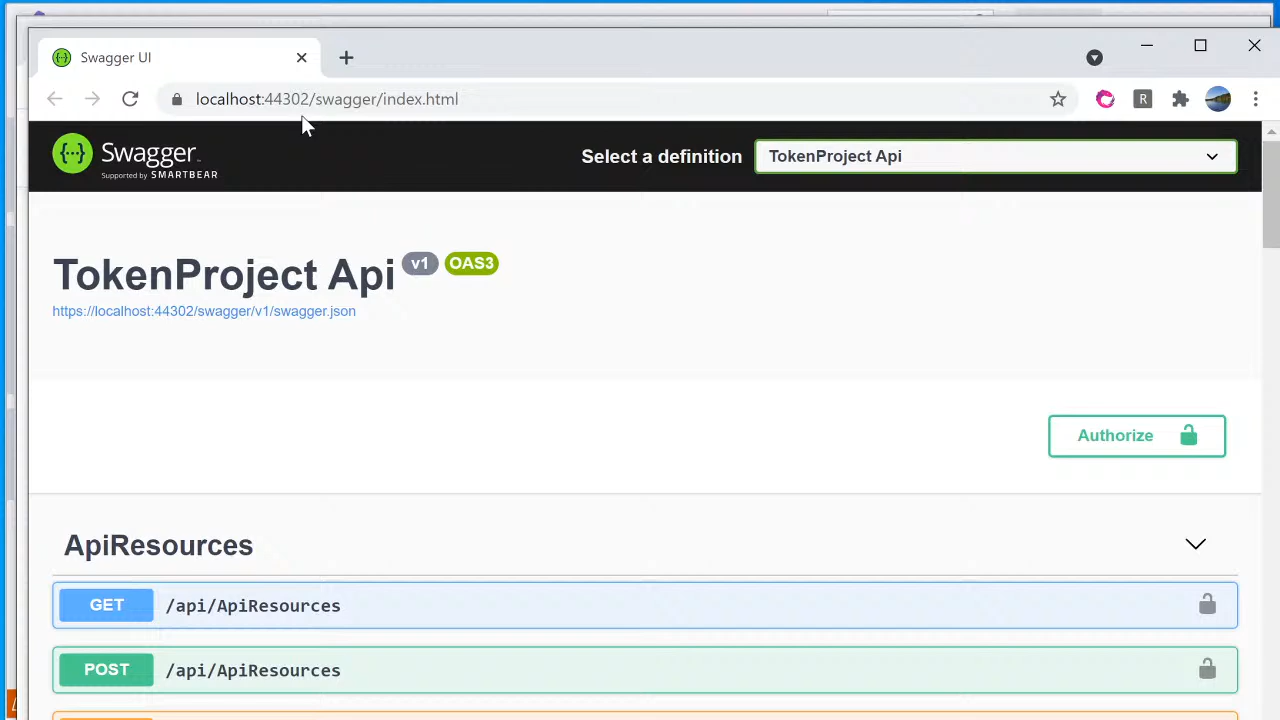 Swagger UI
localhost:44302/swagger/index.html
R
Swagger
Supported by SMARTBEAR
Select a definition
TokenProject Api
TokenProject Api v1 OAS3
https://localhost:44302/swagger/v1/swagger.json
Authorize
ApiResources
GET /api/ApiResources
POST /api/ApiResources